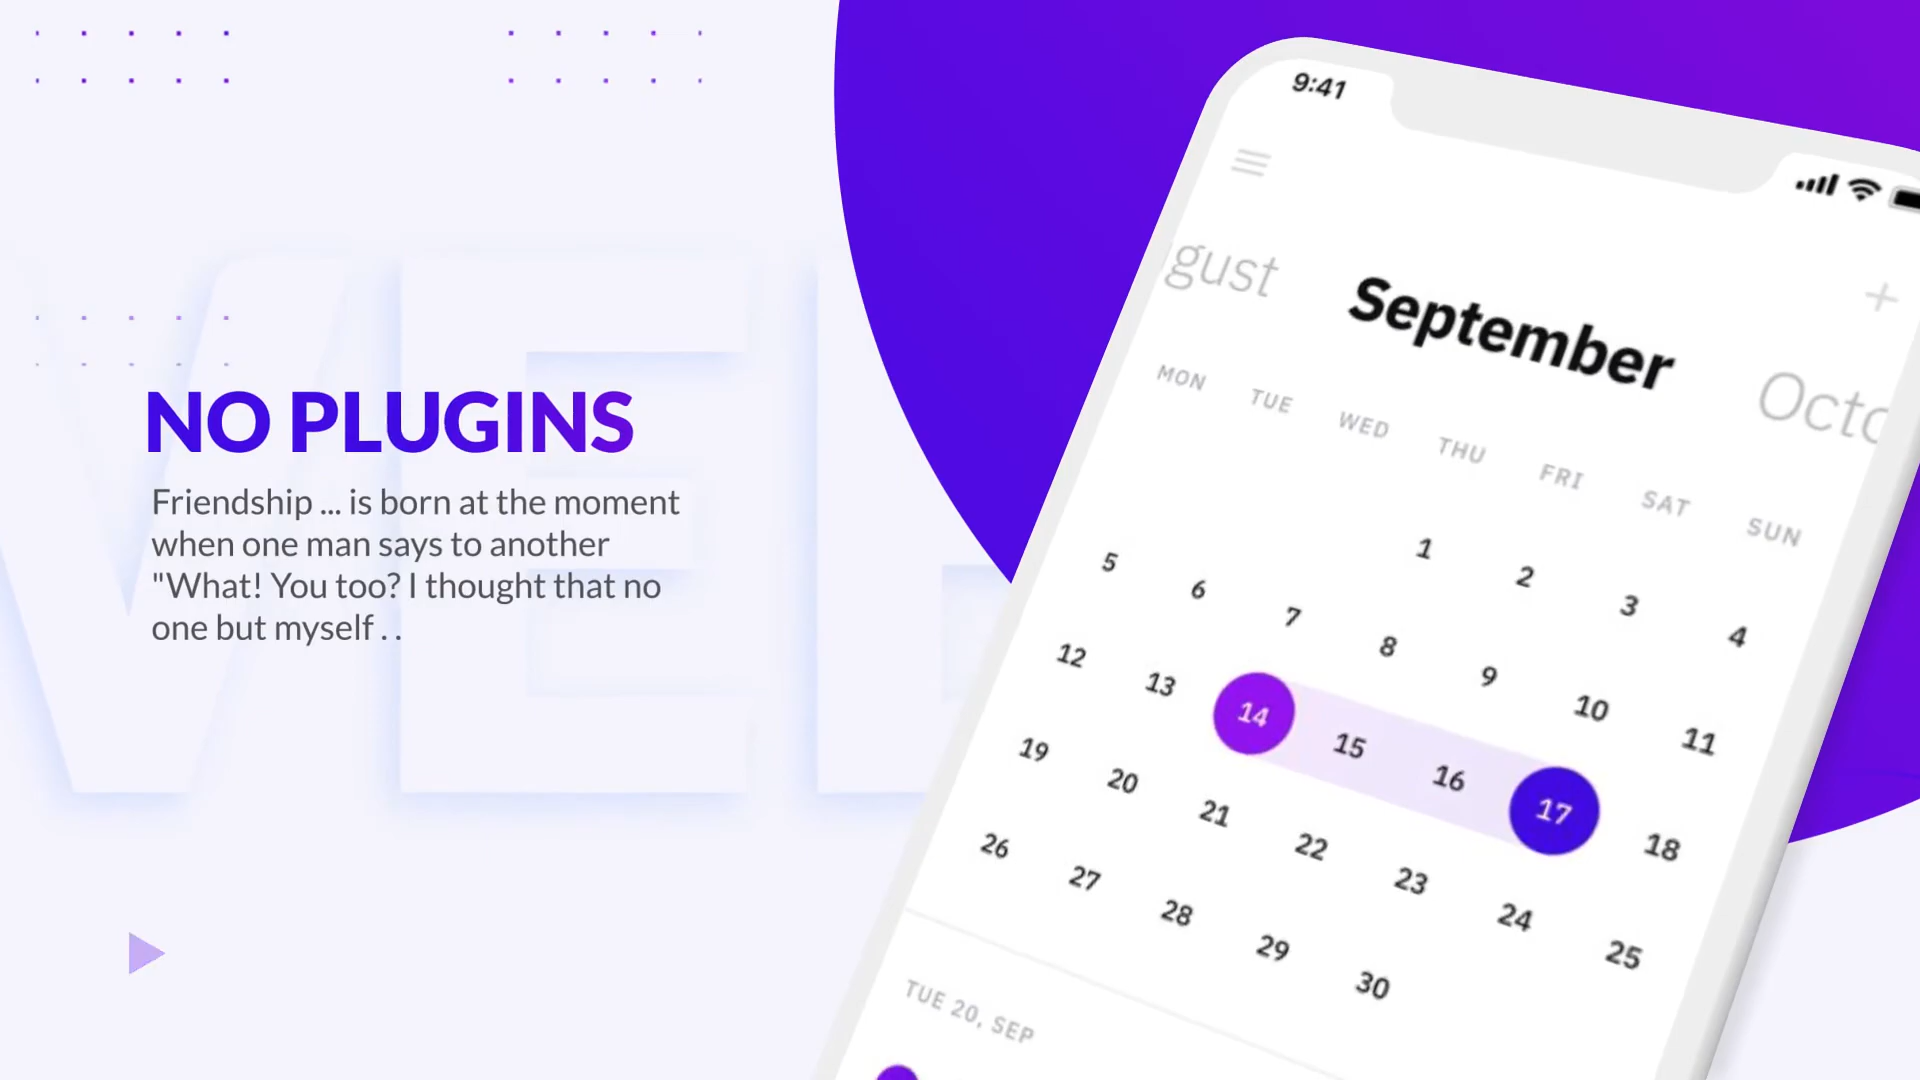 NO PLUGINS
Friendship ... is born at the moment
when one man says to another
"What! You too? I thought that no
one but myself . .
9:41
gust September Octo
MON TUE WED THU FRI SAT SUN
1 2 3 4
5 6 7 8 9 10 11
12 13 14 15 16 17 18
19 20 21 22 23 24 25
26 27 28 29 30
TUE 20, SEP